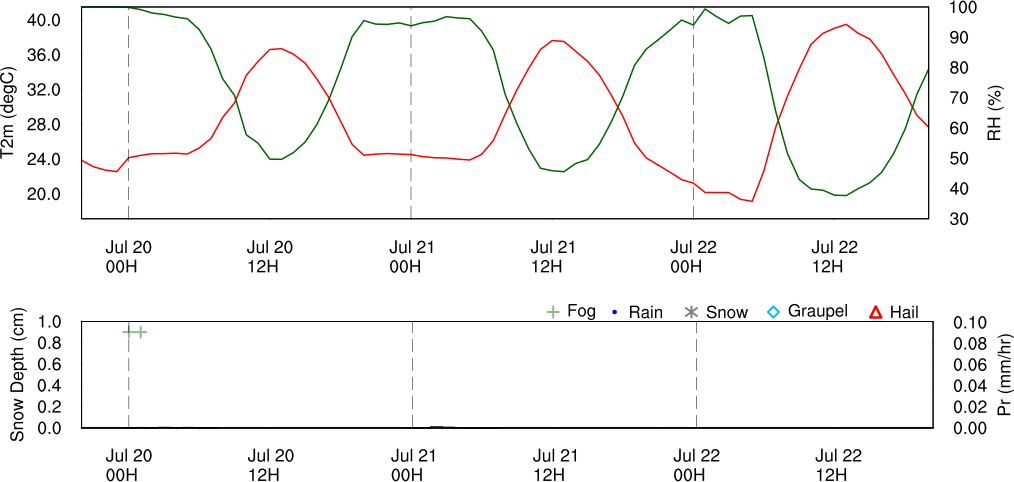 40.0
36.0
32.0
28.0
24.0
20.0
T2m (degC)
100
90
80
70
60
50
40
30
RH (%)
Jul 20 Jul 20 Jul 21 Jul 21 Jul 22 Jul 22
00H 12H 00H 12H 00H 12H
Fog Rain Snow Graupel Hail
1.0
0.8
0.6
0.4
0.2
0.0
Snow Depth (cm)
0.10
0.08
0.06
0.04
0.02
0.00
Pr (mm/hr)
Jul 20 Jul 20 Jul 21 Jul 21 Jul 22 Jul 22
00H 12H 00H 12H 00H 12H